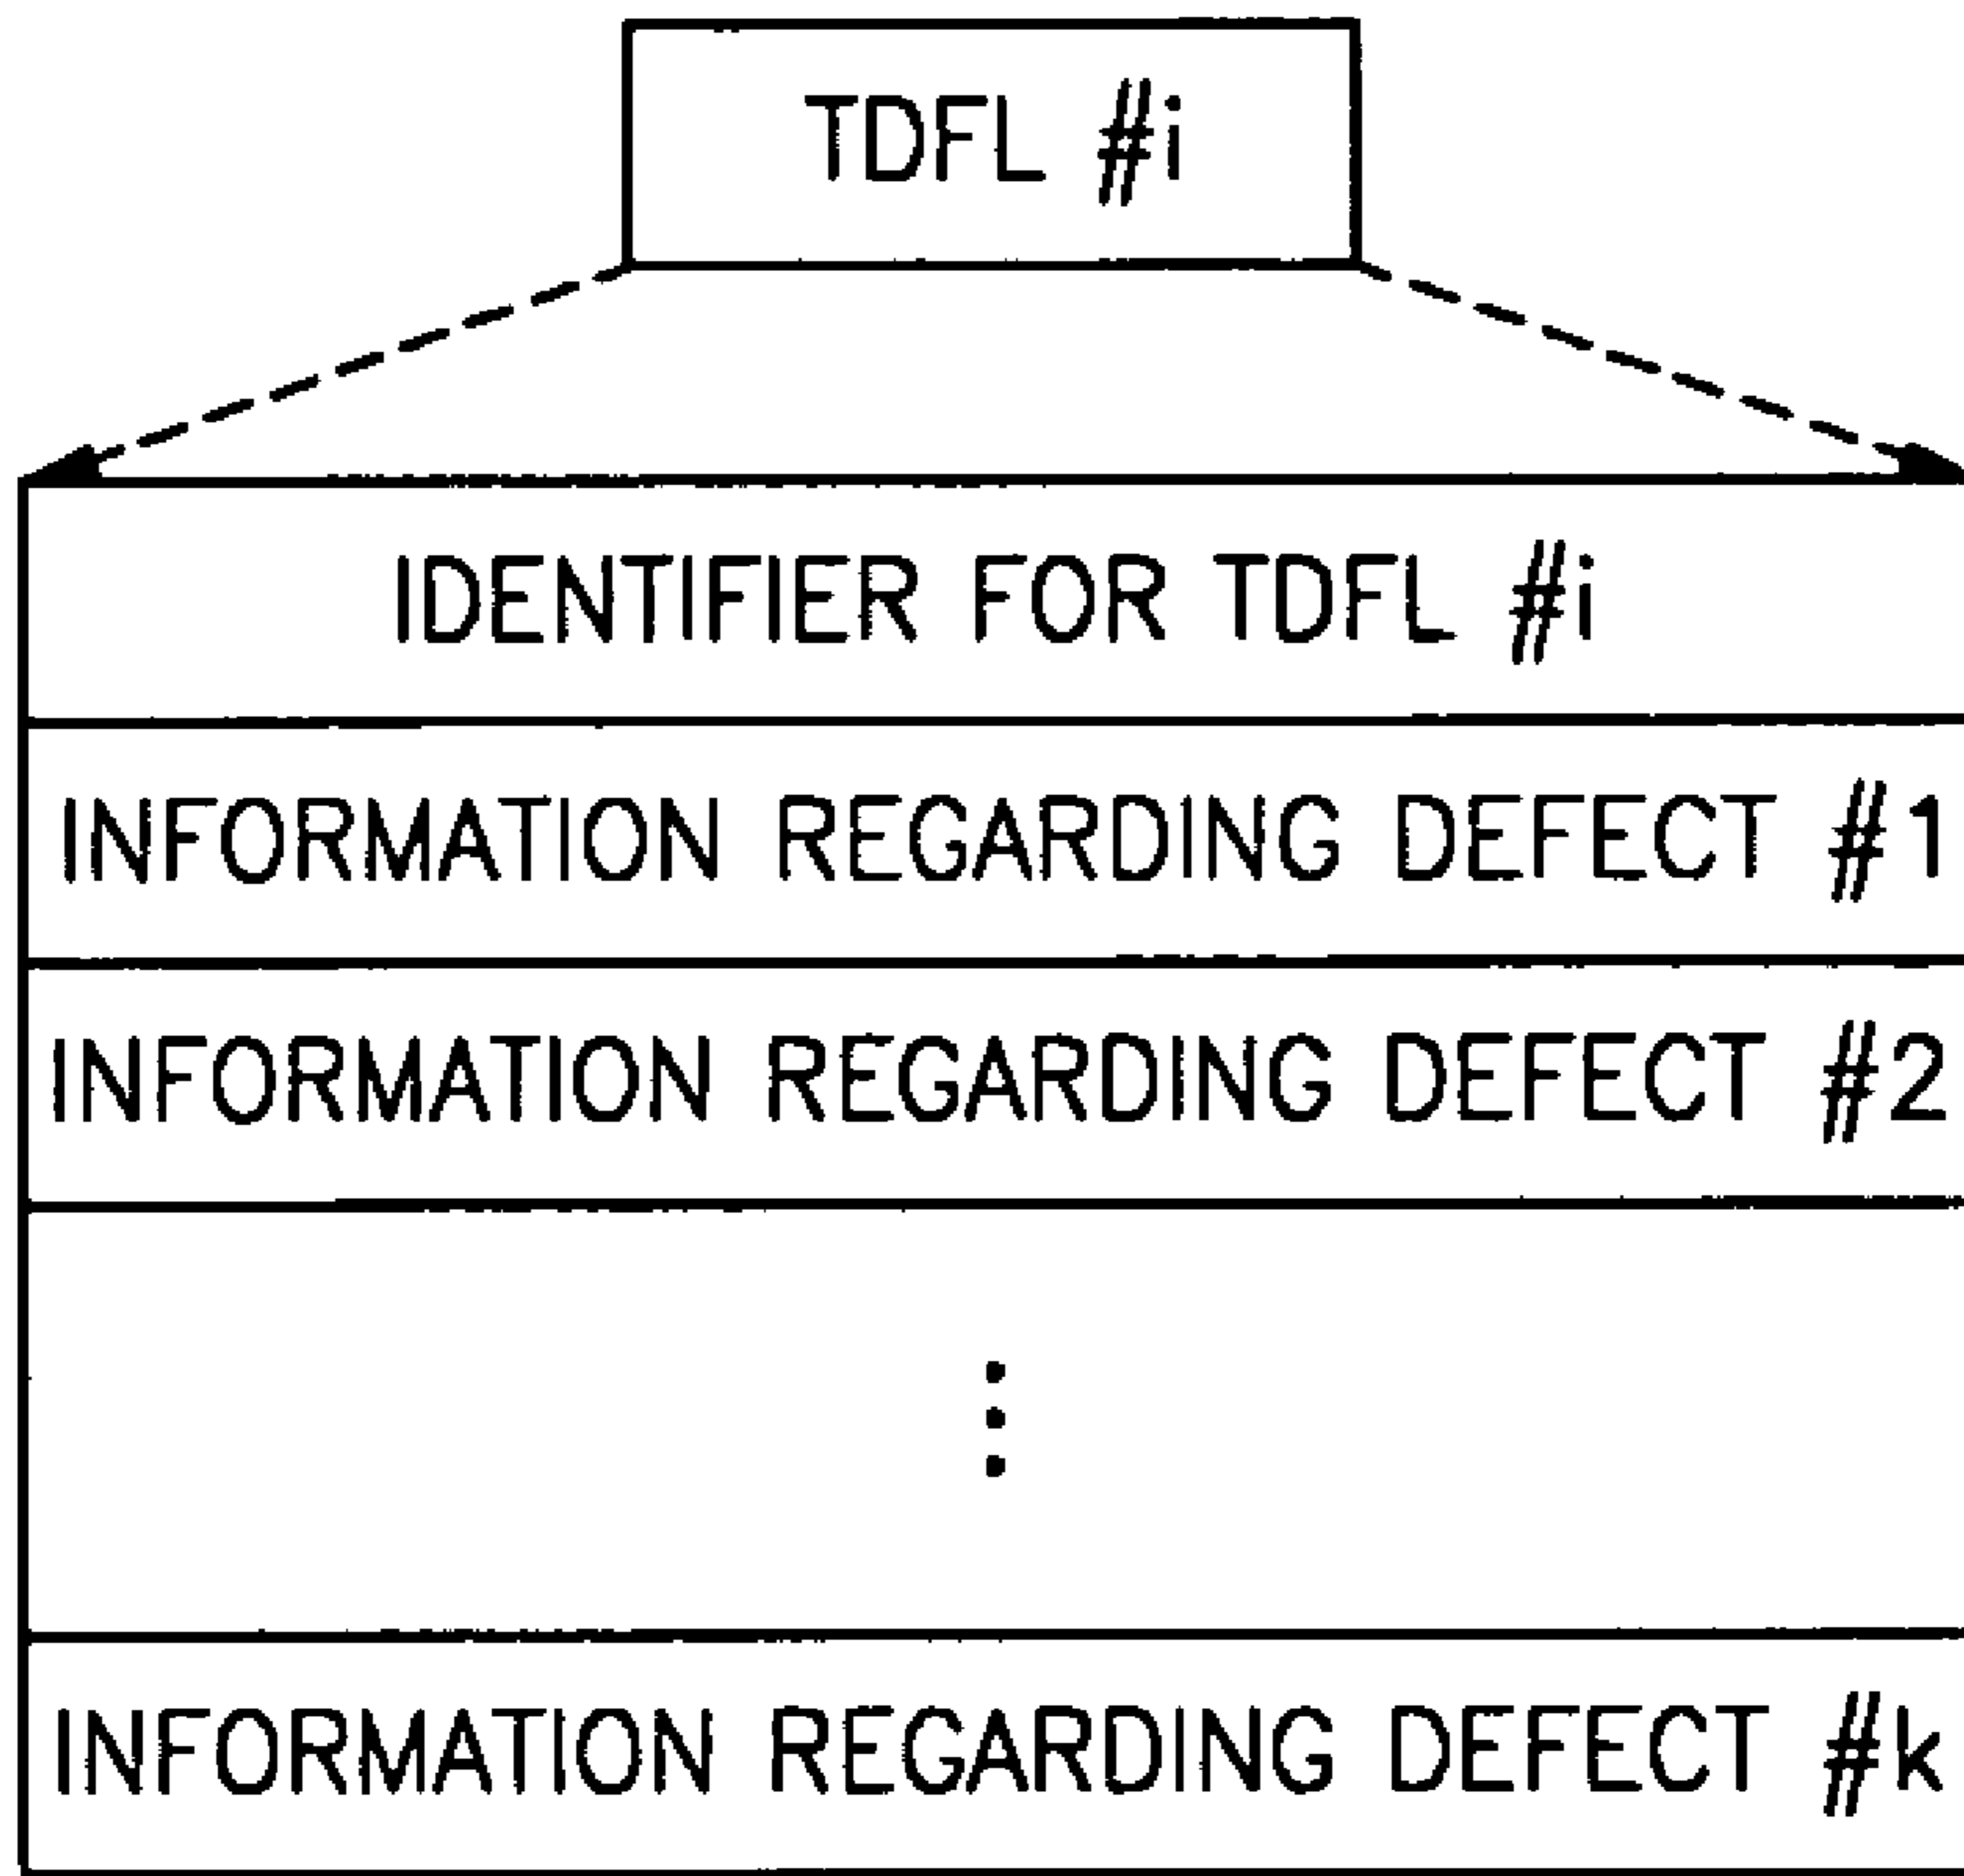 TDFL #i
IDENTIFIER FOR TDFL #i
INFORMATION REGARDING DEFECT #1
INFORMATION REGARDING DEFECT #2
INFORMATION REGARDING DEFECT #k